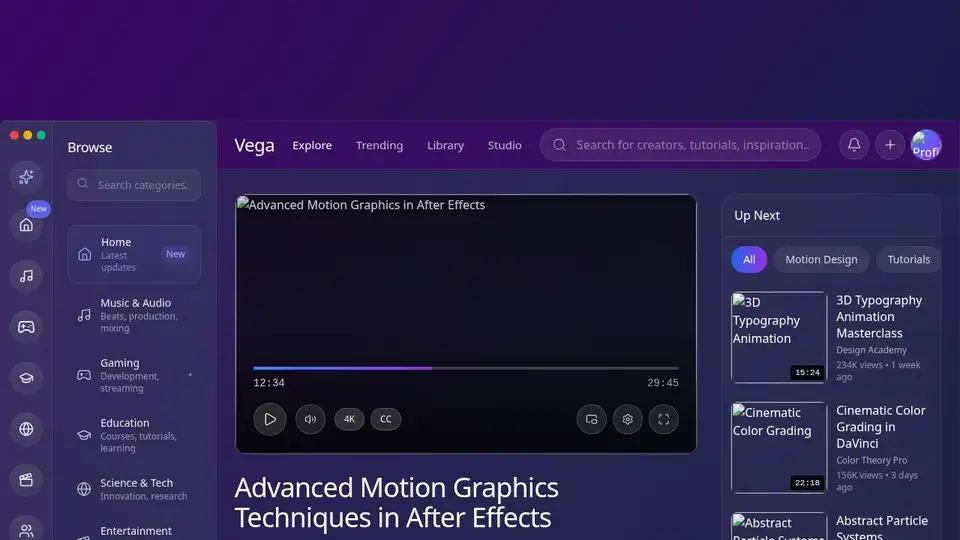 Browse
Search categories.
New
Home
Latest
updates
New
Music & Audio
Beats, production,
mixing
Gaming
Development,
streaming
Education
Courses, tutorials,
learning
Science & Tech
Innovation, research
Entertainment
Vega
Explore
Trending
Library
Studio
Search for creators, tutorials, inspiration..
Profi
Advanced Motion Graphics in After Effects
12:34
29:45
4K
CC
Advanced Motion Graphics
Techniques in After Effects
Up Next
All
Motion Design
Tutorials
3D
Typography
Animation
15:24
3D Typography
Animation
Masterclass
Design Academy
234K views • 1 week
ago
Cinematic
Color Grading
22:18
Cinematic Color
Grading in
DaVinci
Color Theory Pro
156K views • 3 days
ago
Abstract
Particle Systems
Abstract Particle
Systems